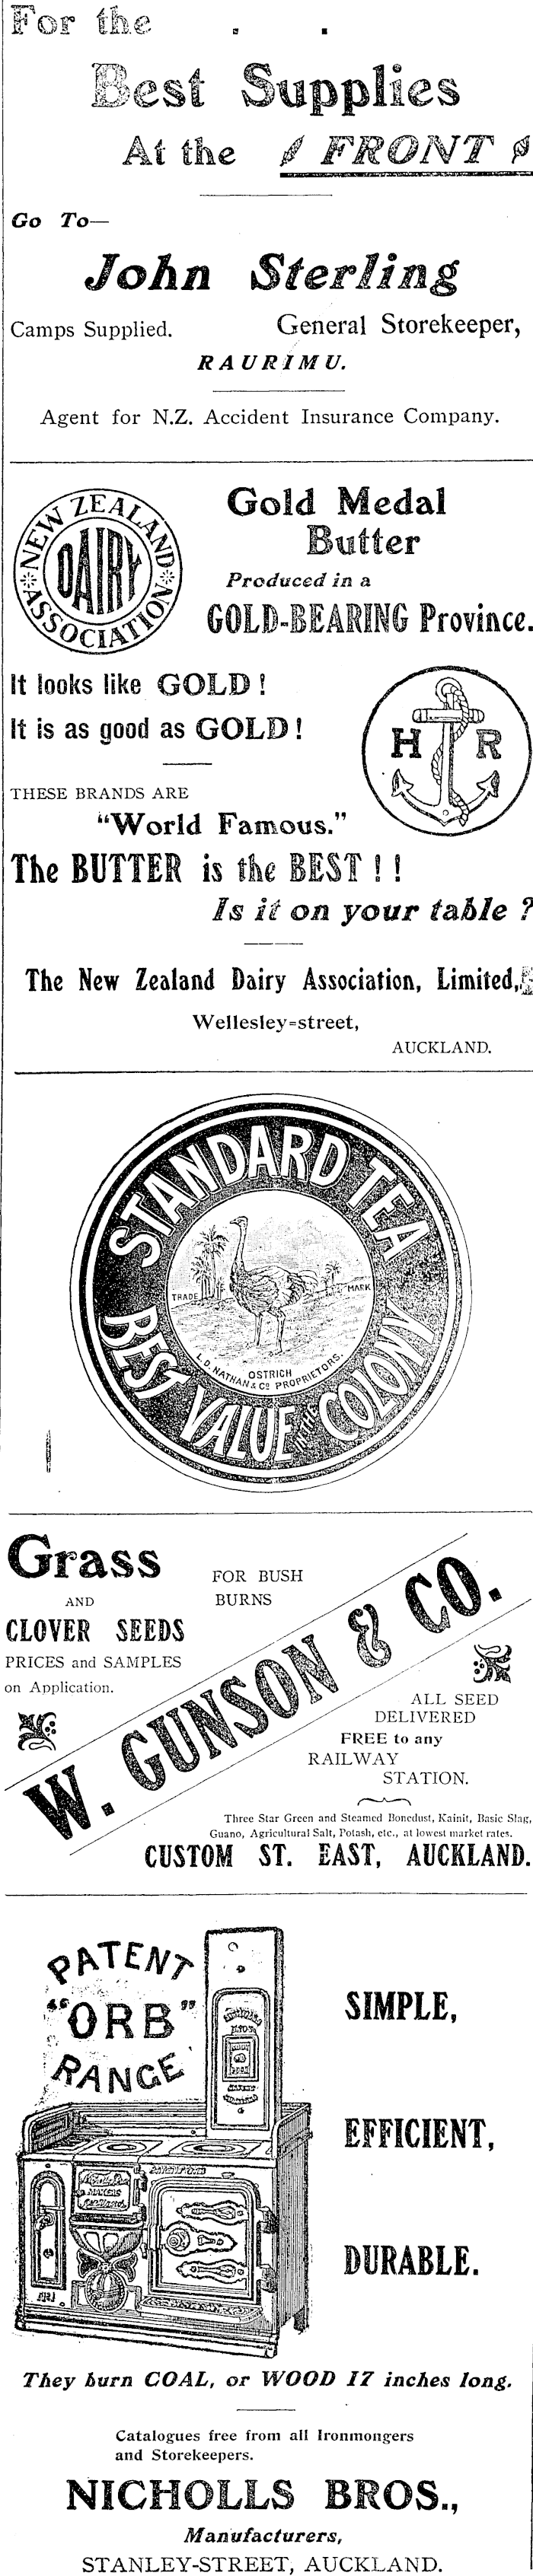 For the . .
Best Supplies
At the FRONT
Go To—
John Sterling
Camps Supplied. General Storekeeper,
RAURIMU.
Agent for N.Z. Accident Insurance Company.
NEW ZEALAND
DAIRY
ASSOCIATION
Gold Medal
Butter
Produced in a
GOLD-BEARING Province.
It looks like GOLD!
It is as good as GOLD!
H R
THESE BRANDS ARE
"World Famous."
The BUTTER is the BEST!!
Is it on your table?
The New Zealand Dairy Association, Limited,
Wellesley=street,
AUCKLAND.
STANDARD TEA
TRADE MARK
OSTRICH
L. D. NATHAN & Co PROPRIETORS.
BEST VALUE IN THE COLONY
Grass
AND
CLOVER SEEDS
PRICES and SAMPLES
on Application.
FOR BUSH
BURNS
W. GUNSON & CO.
ALL SEED
DELIVERED
FREE to any
RAILWAY
STATION.
Three Star Green and Steamed Bonedust, Kainit, Basic Slag,
Guano, Agricultural Salt, Potash, etc., at lowest market rates.
CUSTOM ST. EAST, AUCKLAND.
PATENT
"ORB"
RANGE
SIMPLE,
EFFICIENT,
DURABLE.
They burn COAL, or WOOD 17 inches long.
Catalogues free from all Ironmongers
and Storekeepers.
NICHOLLS BROS.,
Manufacturers,
STANLEY-STREET, AUCKLAND.